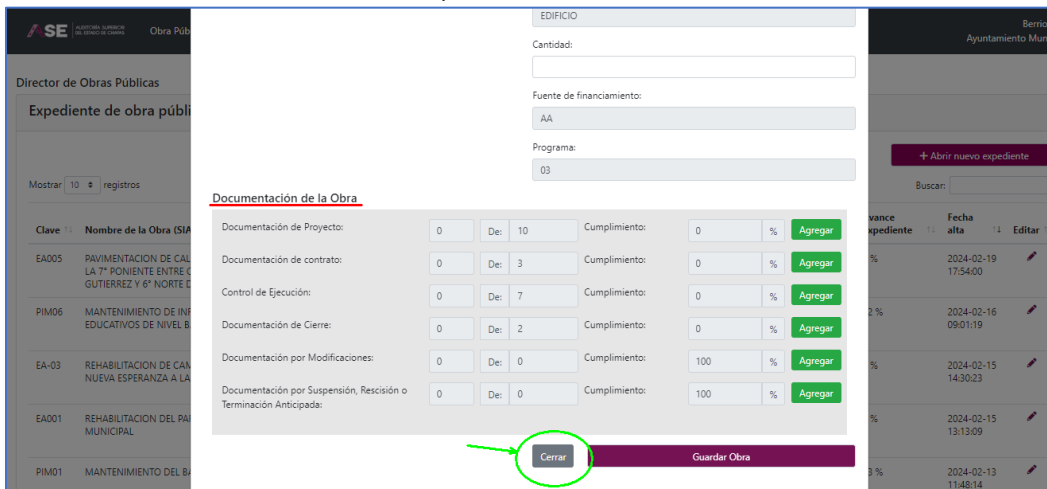 ASE
AUDITORÍA SUPERIOR
DEL ESTADO DE CHIAPAS
Obra Púb
Berrio
Ayuntamiento Mun
Director de Obras Públicas
Expediente de obra públi
+ Abrir nuevo expediente
Mostrar 10 registros
Buscar:
Clave Nombre de la Obra (SIA vance xpediente Fecha alta Editar
EA005 PAVIMENTACION DE CAL % 2024-02-19
LA 7° PONIENTE ENTRE C 17:54:00
GUTIERREZ Y 6° NORTE D
PIM06 MANTENIMIENTO DE INF 2 % 2024-02-16
EDUCATIVOS DE NIVEL B 09:01:19
EA-03 REHABILITACION DE CAM % 2024-02-15
NUEVA ESPERANZA A LA 14:30:23
EA001 REHABILITACION DEL PAR % 2024-02-15
MUNICIPAL 13:13:09
PIM01 MANTENIMIENTO DEL BA 3 % 2024-02-13
11:48:14
EDIFICIO
Cantidad:
Fuente de financiamiento:
AA
Programa:
03
Documentación de la Obra
Documentación de Proyecto: 0 De: 10 Cumplimiento: 0 % Agregar
Documentación de contrato: 0 De: 3 Cumplimiento: 0 % Agregar
Control de Ejecución: 0 De: 7 Cumplimiento: 0 % Agregar
Documentación de Cierre: 0 De: 2 Cumplimiento: 0 % Agregar
Documentación por Modificaciones: 0 De: 0 Cumplimiento: 100 % Agregar
Documentación por Suspensión, Rescisión o 0 De: 0 Cumplimiento: 100 % Agregar
Terminación Anticipada:
Cerrar Guardar Obra